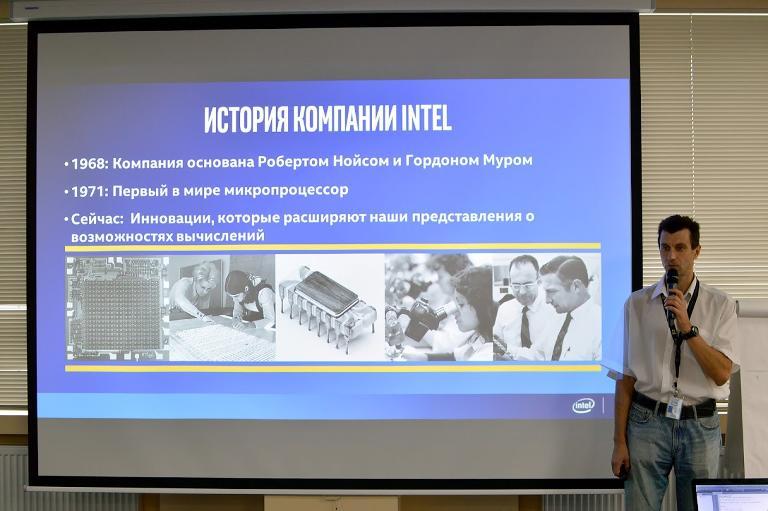 ИСТОРИЯ КОМПАНИИ INTEL
• 1968: Компания основана Робертом Нойсом и Гордоном Муром
• 1971: Первый в мире микропроцессор
• Сейчас: Инновации, которые расширяют наши представления о
возможностях вычислений
intel